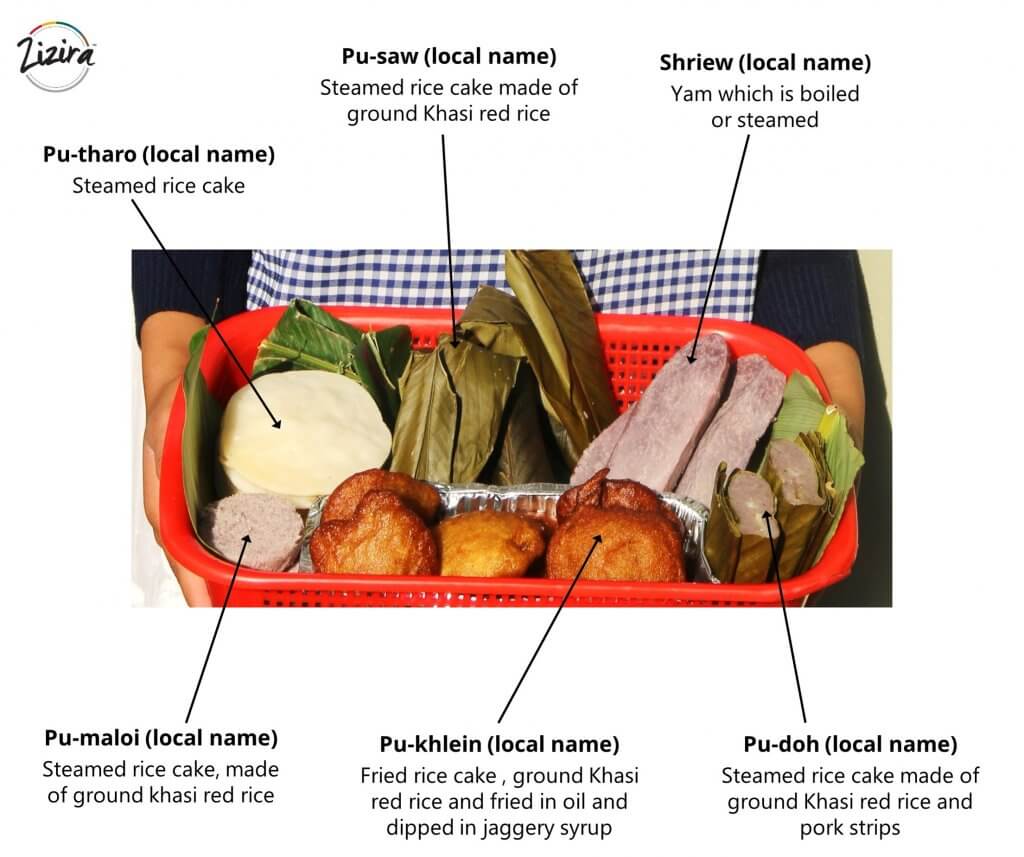 Zizira
Pu-saw (local name)
Steamed rice cake made of
ground Khasi red rice
Shriew (local name)
Yam which is boiled
or steamed
Pu-tharo (local name)
Steamed rice cake
Pu-maloi (local name)
Steamed rice cake, made
of ground khasi red rice
Pu-khlein (local name)
Fried rice cake , ground Khasi
red rice and fried in oil and
dipped in jaggery syrup
Pu-doh (local name)
Steamed rice cake made of
ground Khasi red rice and
pork strips